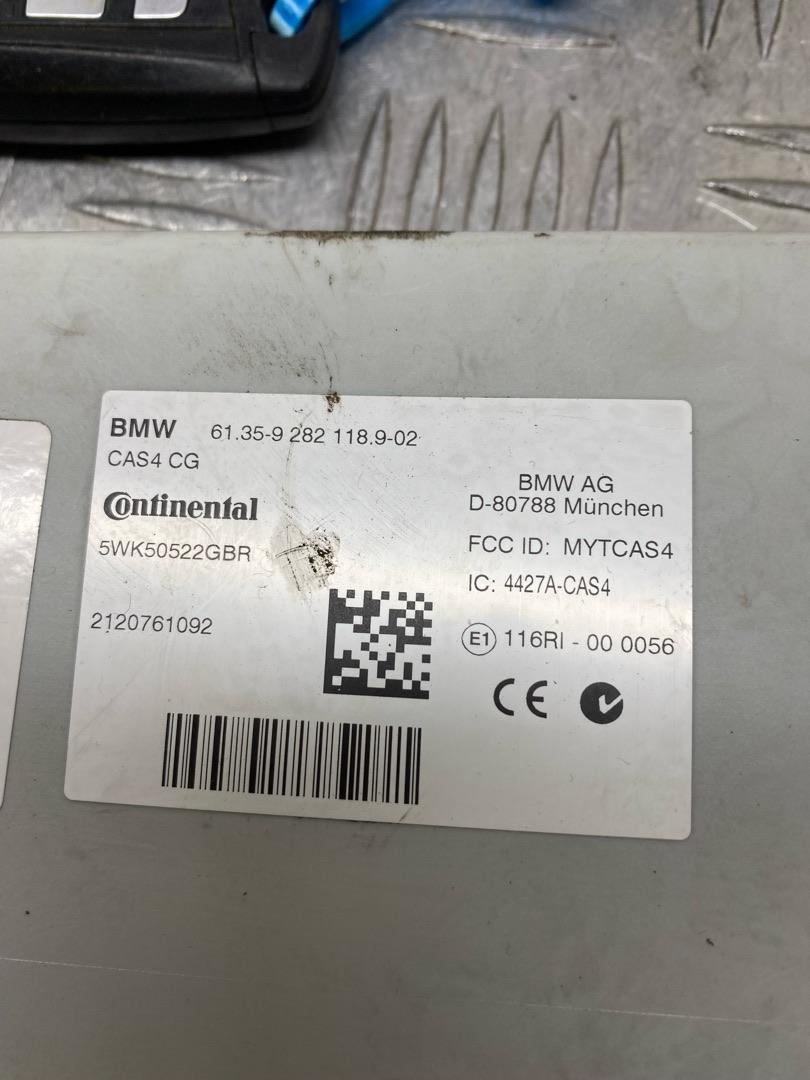 BMW 61.35-9 282 118.9-02
CAS4 CG
Continental
5WK50522GBR
2120761092
BMW AG
D-80788 München
FCC ID: MYTCAS4
IC: 4427A-CAS4
E1 116RI - 00 0056
CE